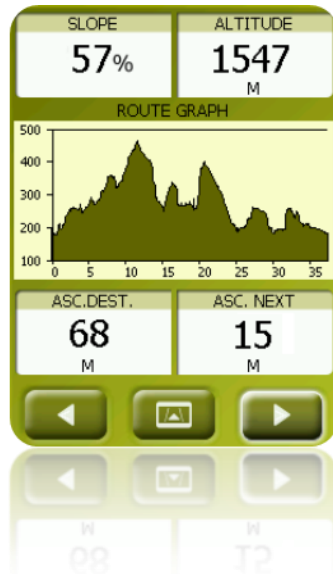 SLOPE ALTITUDE
57% 1547
M
ROUTE GRAPH
500
400
300
200
100
0 5 10 15 20 25 30 35
ASC.DEST. ASC. NEXT
68 15
M M